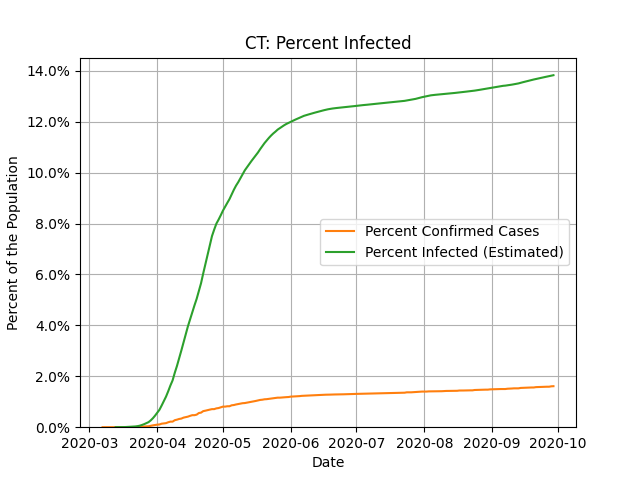 CT: Percent Infected
Percent of the Population
14.0%
12.0%
10.0%
8.0%
6.0%
4.0%
2.0%
0.0%
Percent Confirmed Cases
Percent Infected (Estimated)
2020-03 2020-04 2020-05 2020-06 2020-07 2020-08 2020-09 2020-10
Date